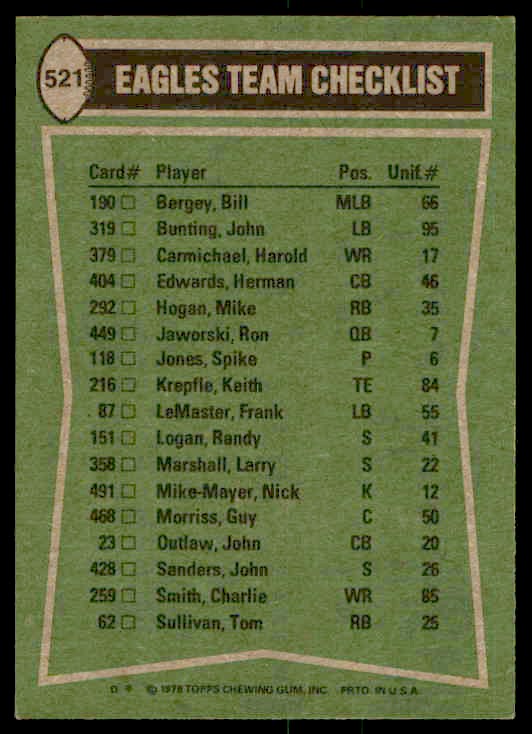 521 EAGLES TEAM CHECKLIST
Card# Player Pos. Unif.#
190 □ Bergey, Bill MLB 66
319 □ Bunting, John LB 95
379 □ Carmichael, Harold WR 17
404 □ Edwards, Herman CB 46
292 □ Hogan, Mike RB 35
449 □ Jaworski, Ron QB 7
118 □ Jones, Spike P 6
216 □ Krepfle, Keith TE 84
87 □ LeMaster, Frank LB 55
151 □ Logan, Randy S 41
358 □ Marshall, Larry S 22
491 □ Mike-Mayer, Nick K 12
468 □ Morriss, Guy C 50
23 □ Outlaw, John CB 20
428 □ Sanders, John S 26
259 □ Smith, Charlie WR 85
62 □ Sullivan, Tom RB 25
D * © 1978 TOPPS CHEWING GUM, INC. PRTD. IN U.S.A.